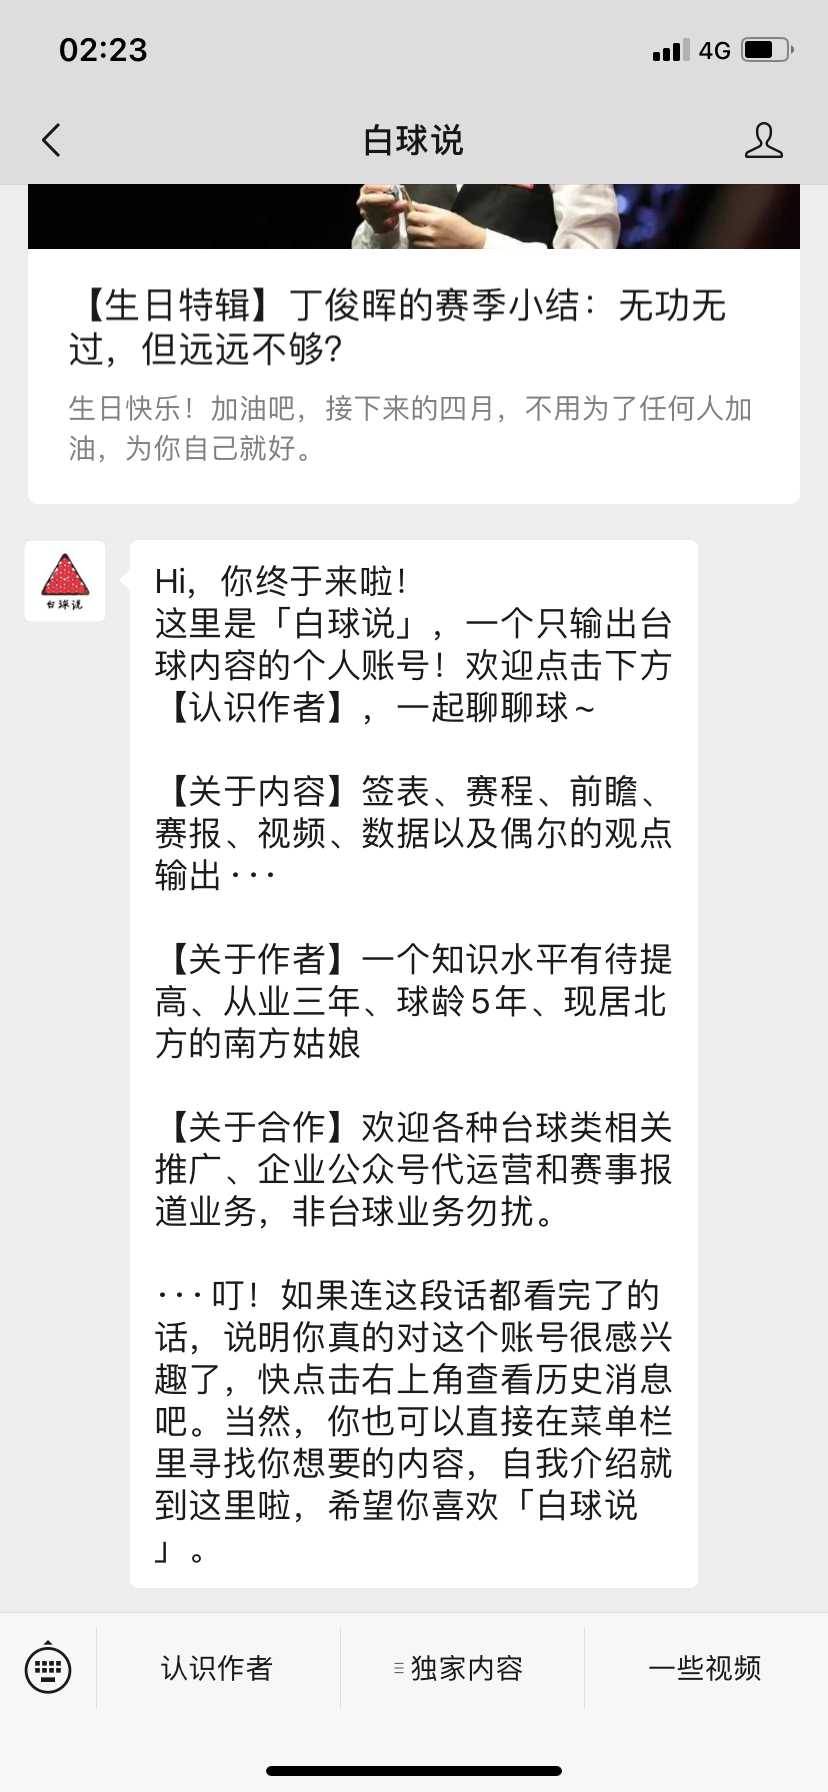 02:23
4G
白球说
【生日特辑】丁俊晖的赛季小结：无功无
过，但远远不够？
生日快乐！加油吧，接下来的四月，不用为了任何人加
油，为你自己就好。
白球说
Hi，你终于来啦！
这里是「白球说」，一个只输出台
球内容的个人账号！欢迎点击下方
【认识作者】，一起聊聊球～
【关于内容】签表、赛程、前瞻、
赛报、视频、数据以及偶尔的观点
输出···
【关于作者】一个知识水平有待提
高、从业三年、球龄5年、现居北
方的南方姑娘
【关于合作】欢迎各种台球类相关
推广、企业公众号代运营和赛事报
道业务，非台球业务勿扰。
···叮！如果连这段话都看完了的
话，说明你真的对这个账号很感兴
趣了，快点击右上角查看历史消息
吧。当然，你也可以直接在菜单栏
里寻找你想要的内容，自我介绍就
到这里啦，希望你喜欢「白球说
」。
认识作者
独家内容
一些视频